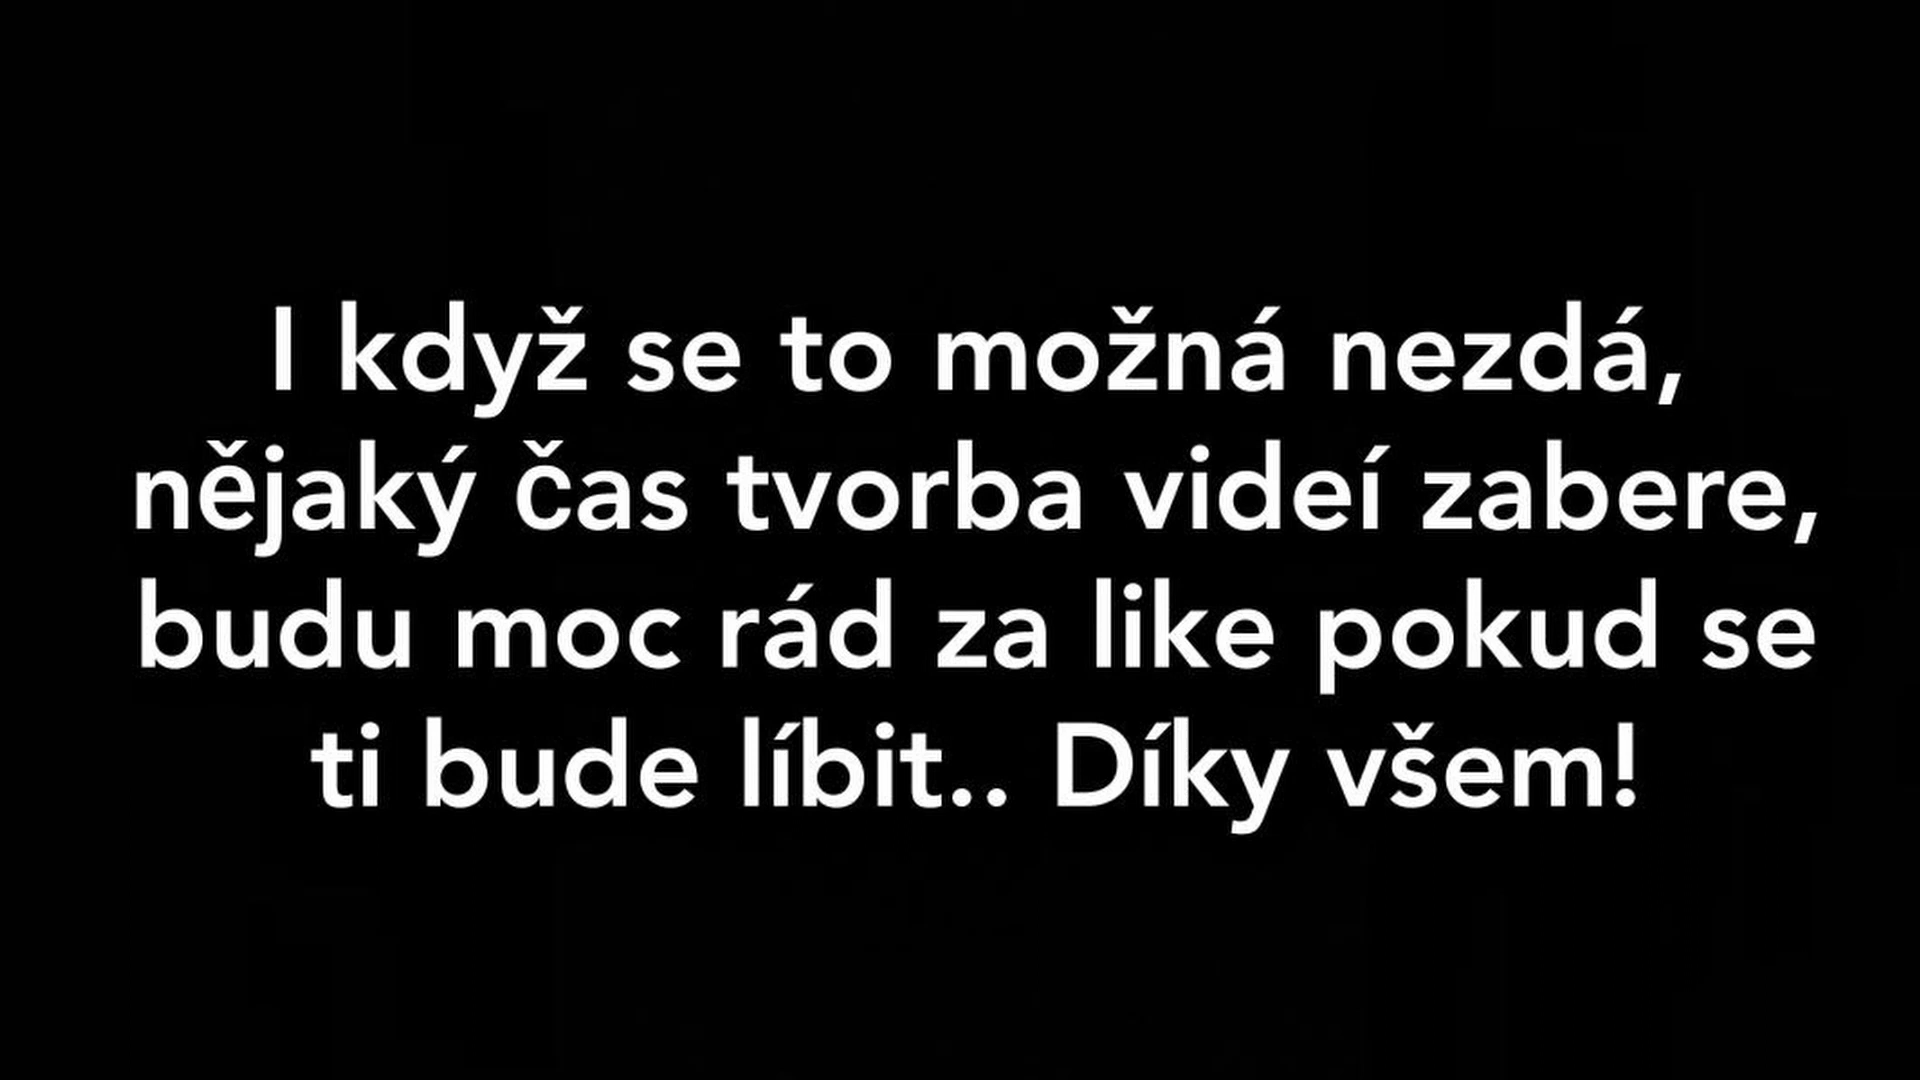 I když se to možná nezdá,
nějaký čas tvorba videí zabere,
budu moc rád za like pokud se
ti bude líbit.. Díky všem!